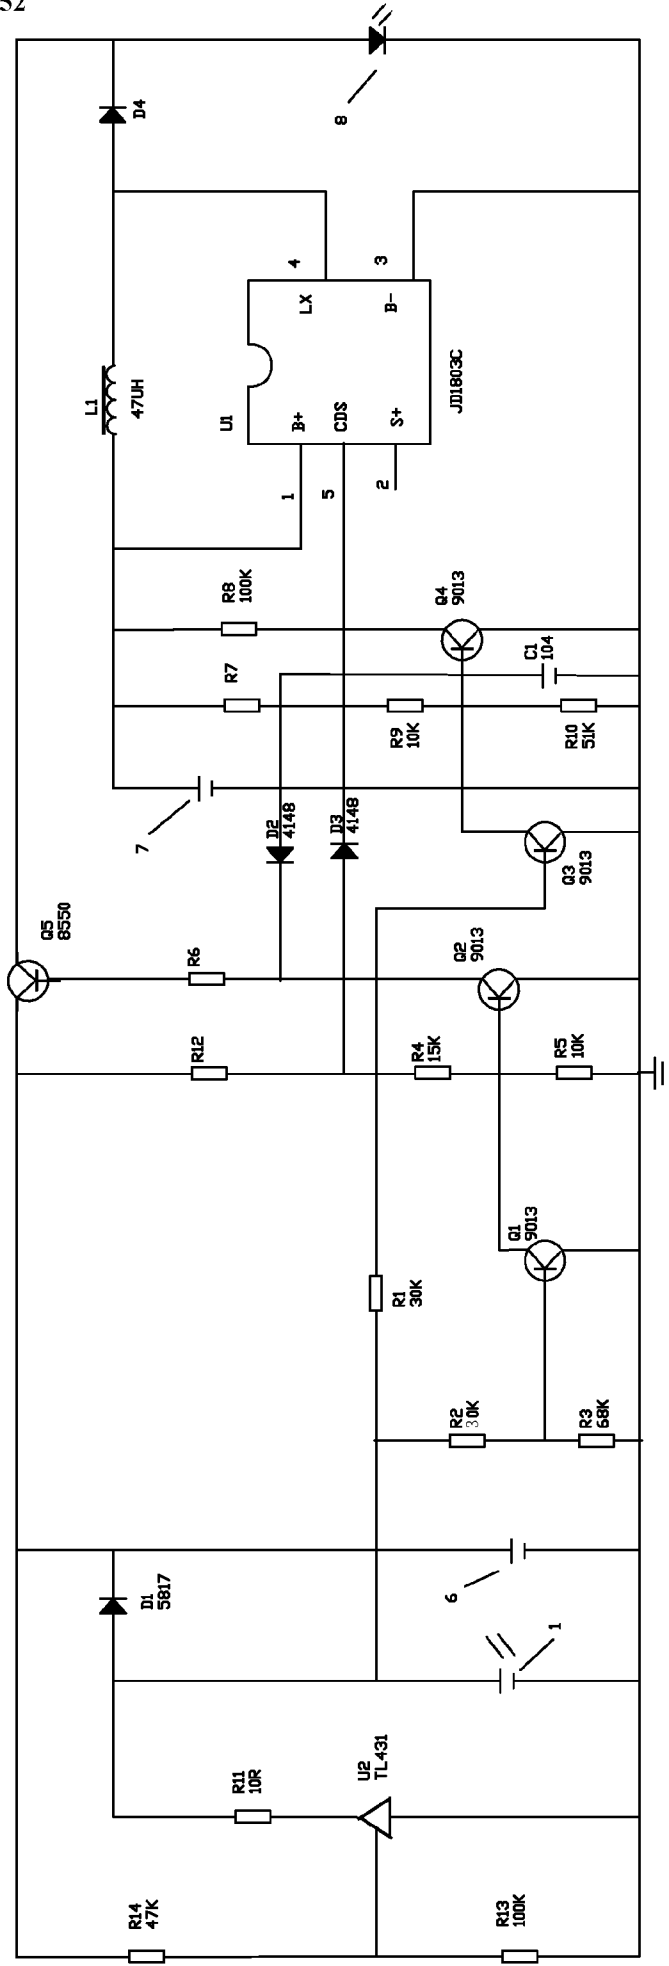 52
R14
47K
R13
100K
R11
10R
U2
TL431
D1
5817
1
6
R2
30K
R3
68K
R1
30K
Q1
9013
R12
R4
15K
R5
10K
Q5
8550
R6
Q2
9013
D2
4148
D3
4148
Q3
9013
7
R7
R9
10K
R10
51K
C1
104
R8
100K
Q4
9013
L1
47UH
U1
1
B+
5
CDS
2
S+
LX
4
B-
3
JD1803C
D4
8